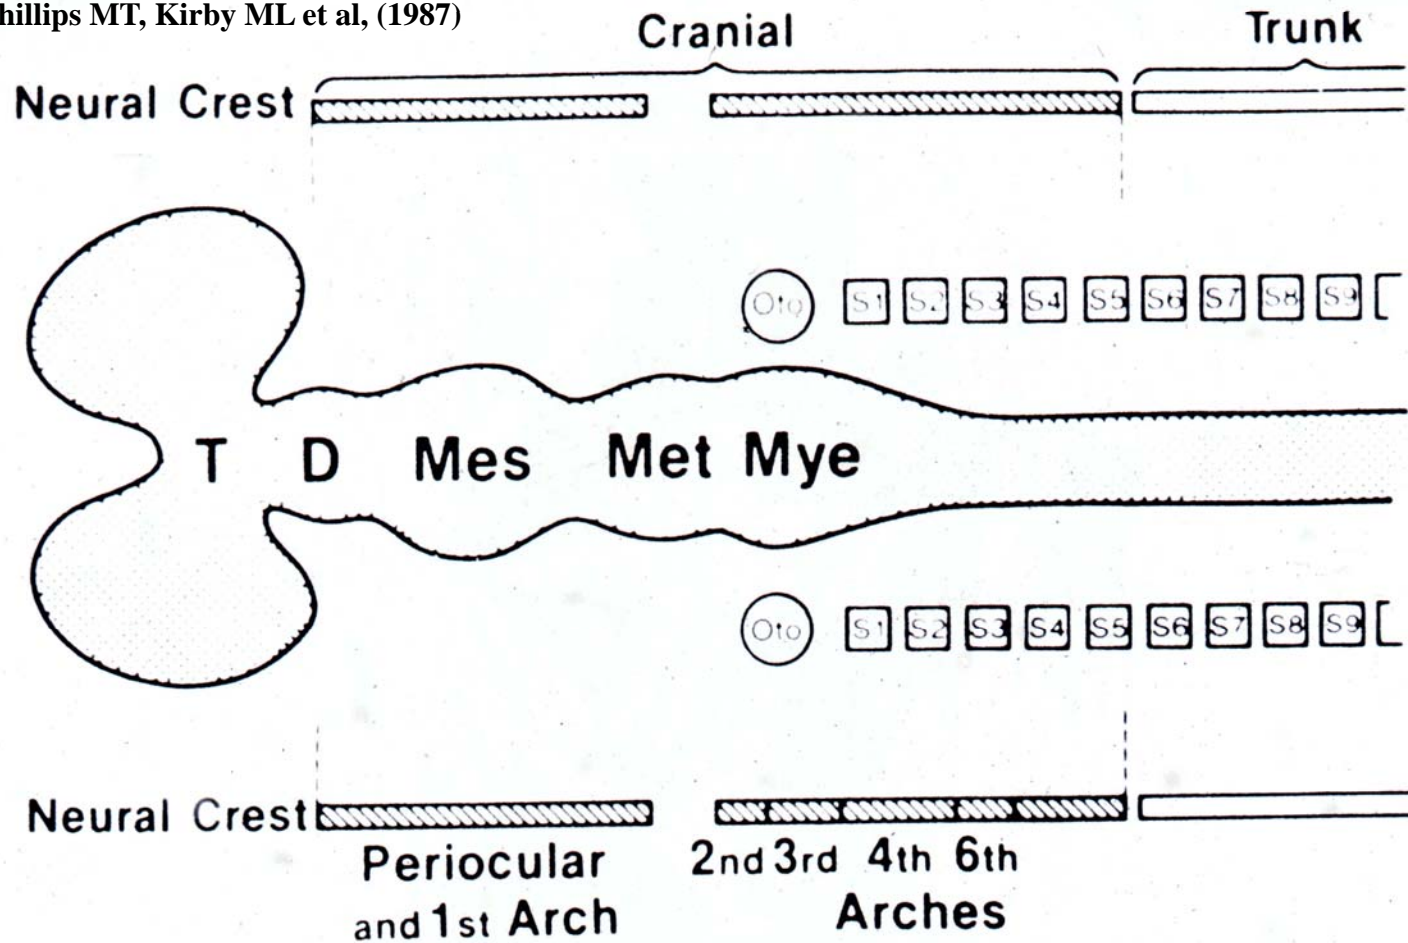 hillips MT, Kirby ML et al, (1987)
Cranial
Trunk
Neural Crest
Oto S1 S2 S3 S4 S5 S6 S7 S8 S9
T D Mes Met Mye
Oto S1 S2 S3 S4 S5 S6 S7 S8 S9
Neural Crest
Periocular 2nd 3rd 4th 6th
and 1st Arch Arches